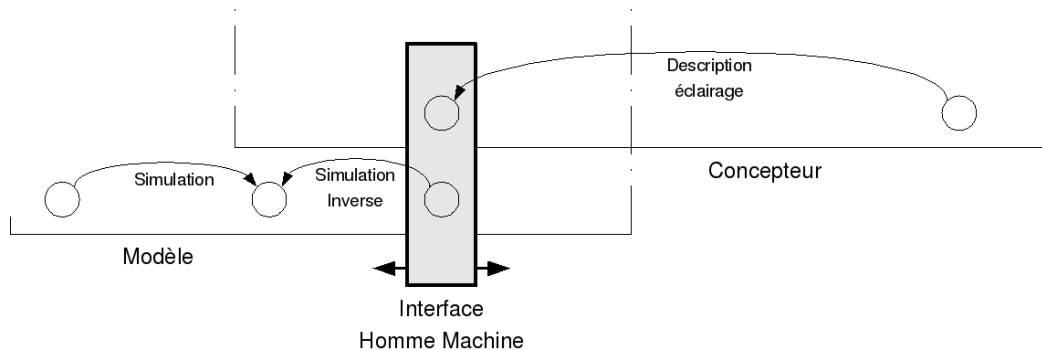 Description
éclairage
Concepteur
Simulation
Simulation
Inverse
Modèle
Interface
Homme Machine